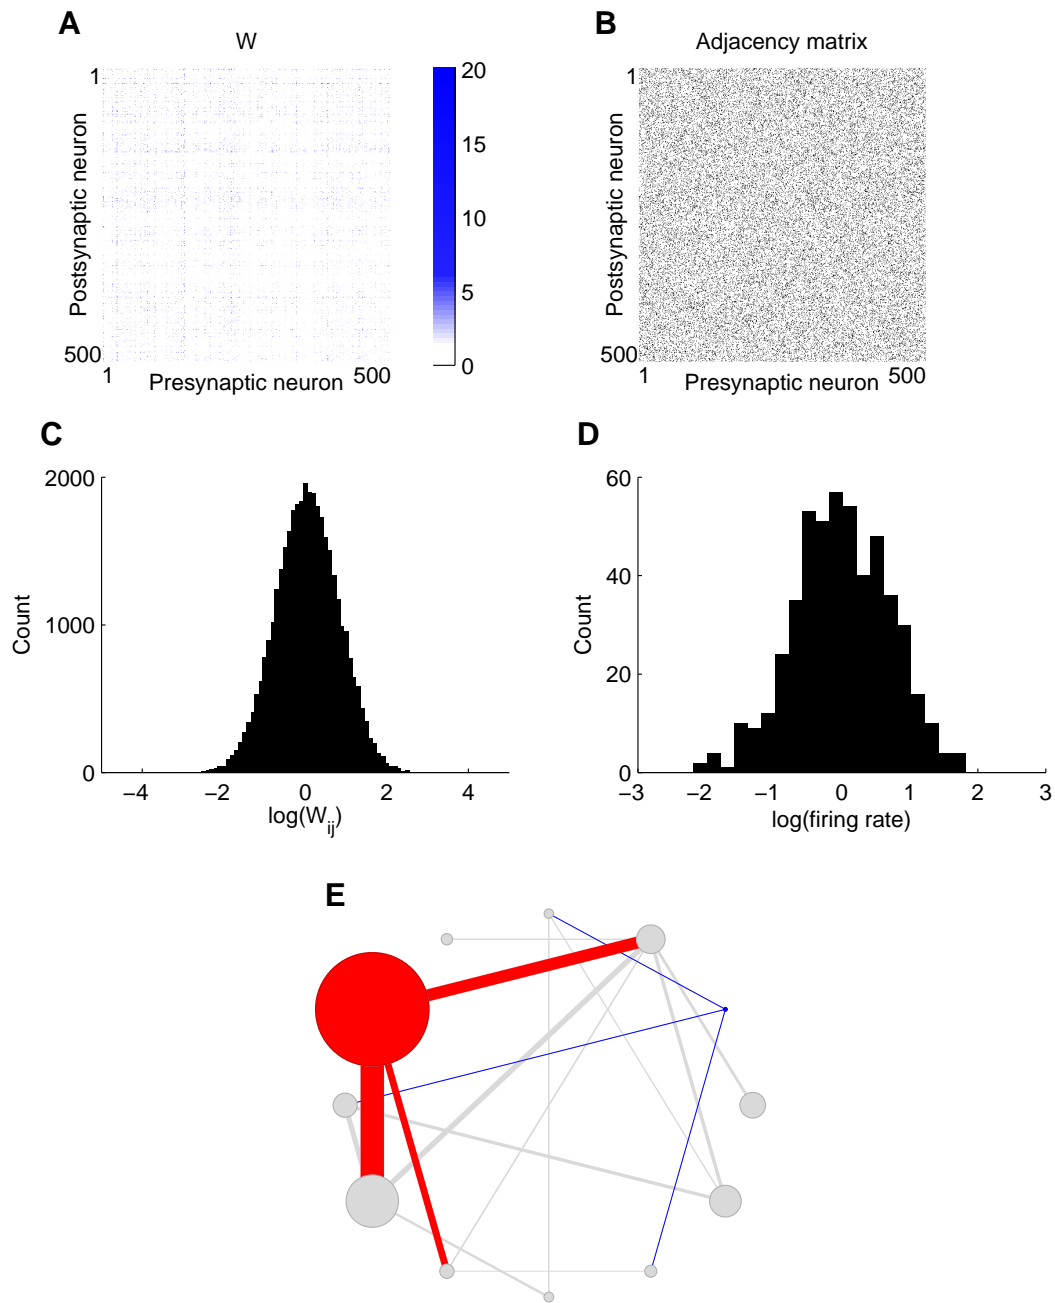 A
B
W
Adjacency matrix
1
500
Postsynaptic neuron
1
500
Presynaptic neuron
20
15
10
5
0
1
500
Postsynaptic neuron
1
500
Presynaptic neuron
C
D
2000
1000
0
Count
−4
−2
0
2
4
log(W_ij)
60
40
20
0
Count
−3
−2
−1
0
1
2
3
log(firing rate)
E